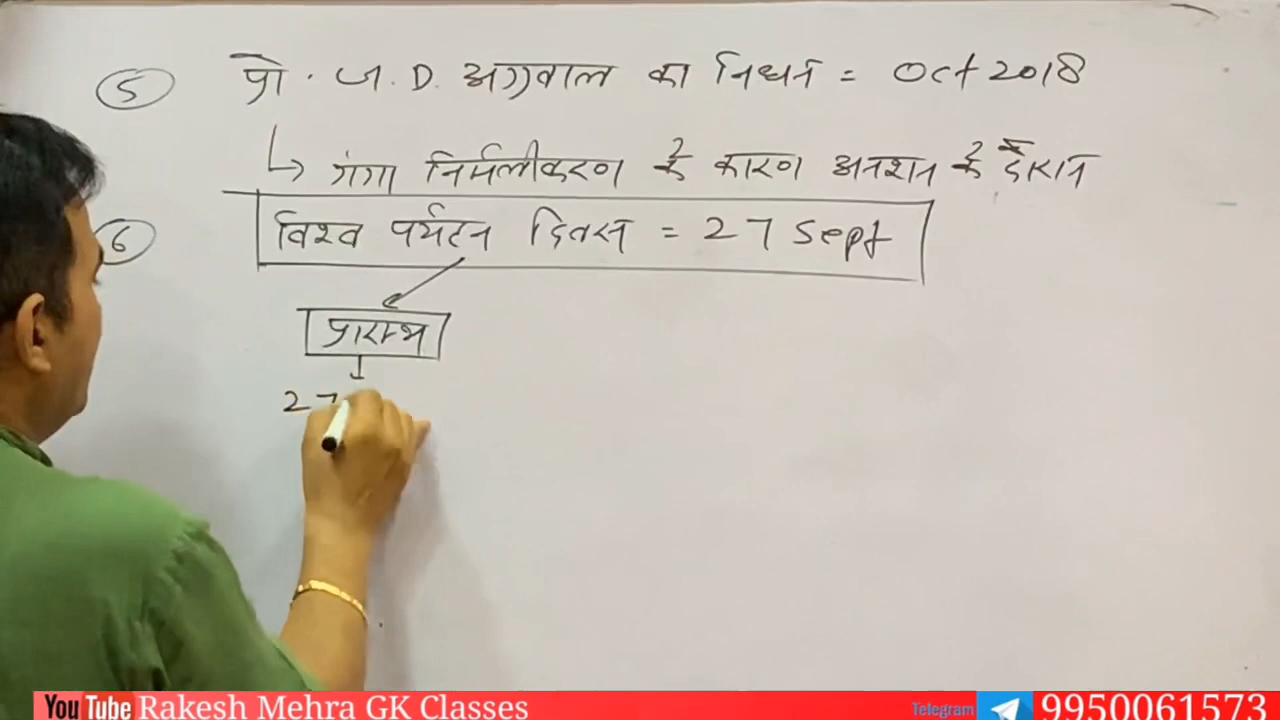 5 प्रो. ज. D. अग्रवाल का निधन = Oct 2018
↳ गंगा निर्मलीकरण के कारण अनशन के दौरान
6 विश्व पर्यटन दिवस = 27 Sept
प्रारम्भ
27
YouTube Rakesh Mehra GK Classes Telegram 9950061573